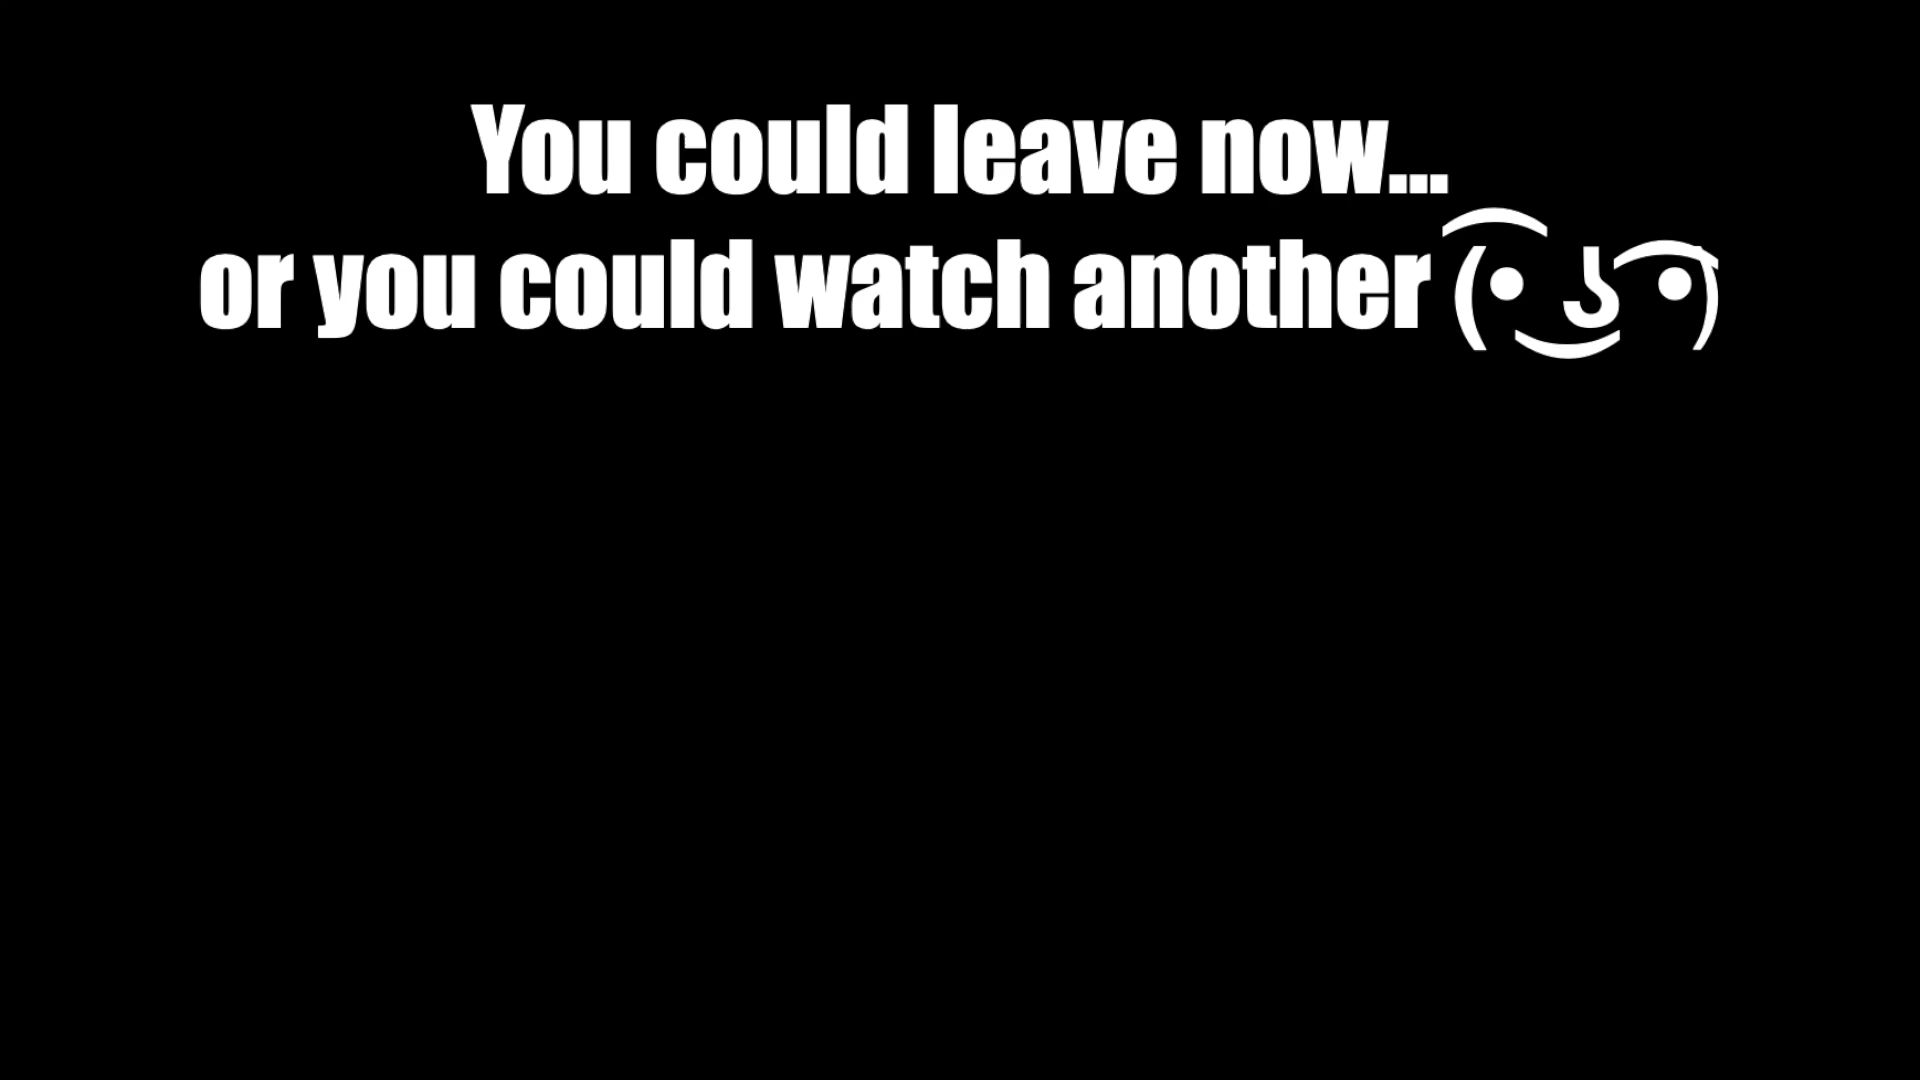 You could leave now...
or you could watch another ( ͡• ͜ʖ ͡•)